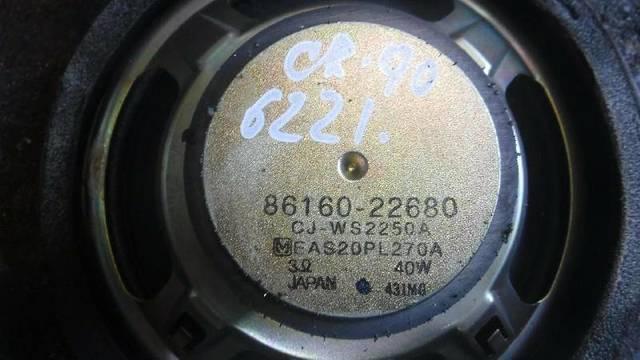 CR-90
6221.
86160-22680
CJ-WS2250A
M EAS20PL270A
3Ω 40W
JAPAN 431MG